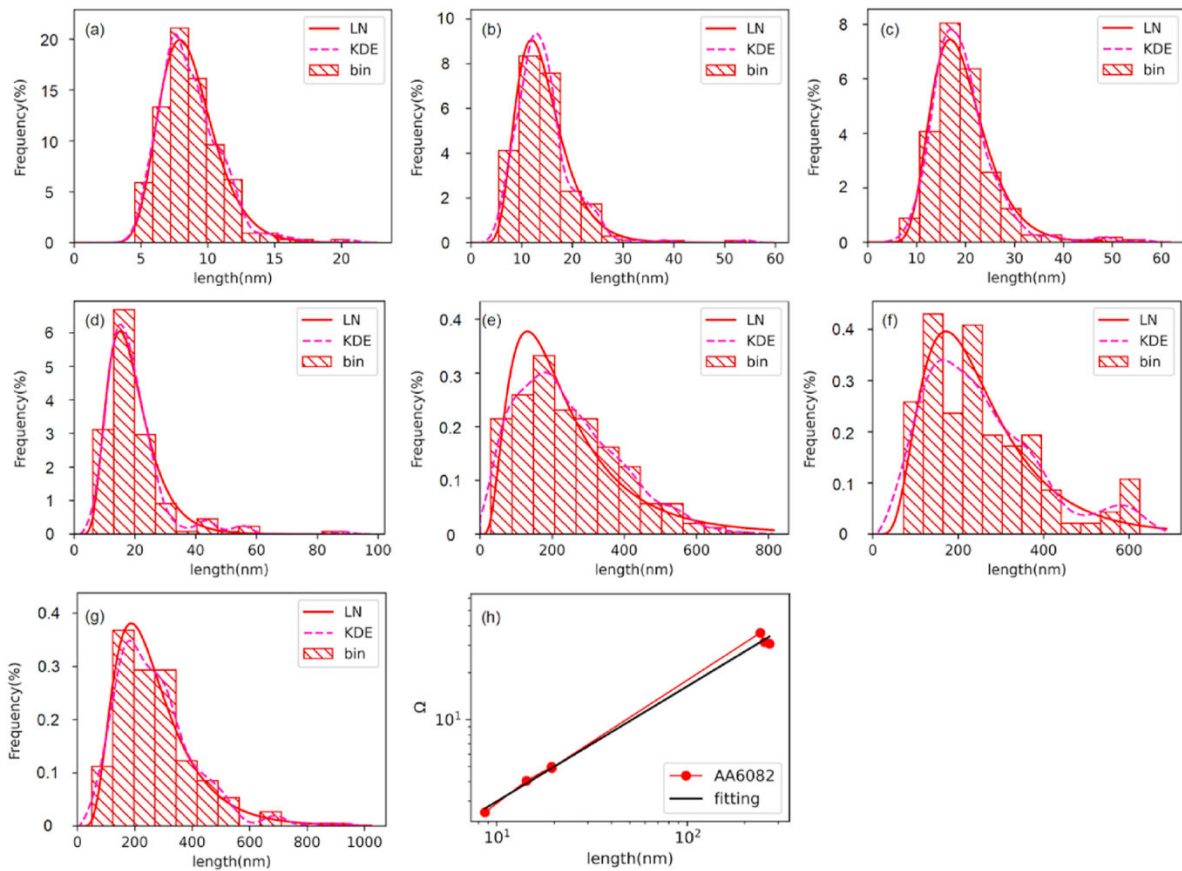 (a)
LN
KDE
bin
Frequency(%)
20
15
10
5
0
0 5 10 15 20
length(nm)
(b)
LN
KDE
bin
Frequency(%)
10
8
6
4
2
0
0 10 20 30 40 50 60
length(nm)
(c)
LN
KDE
bin
Frequency(%)
8
6
4
2
0
0 10 20 30 40 50 60
length(nm)
(d)
LN
KDE
bin
Frequency(%)
6
5
4
3
2
1
0
0 20 40 60 80 100
length(nm)
(e)
LN
KDE
bin
Frequency(%)
0.4
0.3
0.2
0.1
0
0 200 400 600 800
length(nm)
(f)
LN
KDE
bin
Frequency(%)
0.4
0.3
0.2
0.1
0
0 200 400 600
length(nm)
(g)
LN
KDE
bin
Frequency(%)
0.4
0.3
0.2
0.1
0
0 200 400 600 800 1000
length(nm)
(h)
Ω
10¹
AA6082
fitting
10¹ 10²
length(nm)